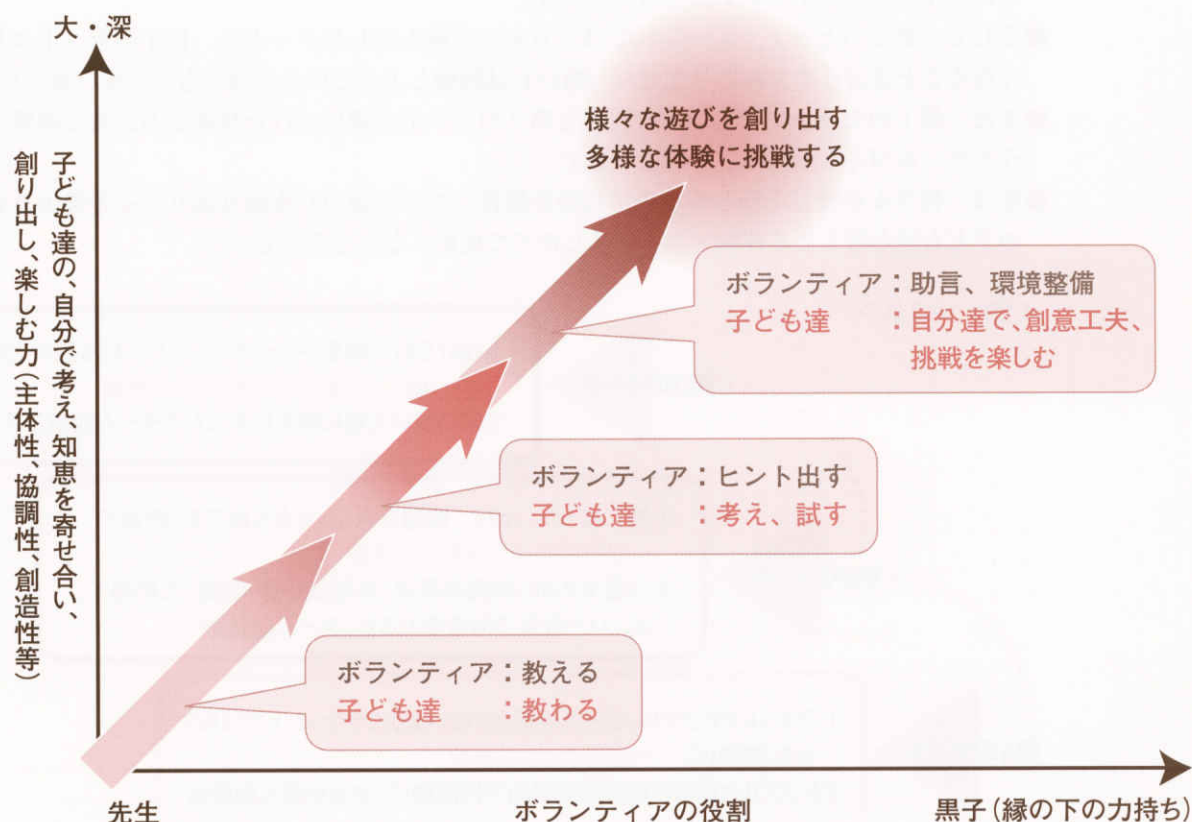 大・深
子ども達の、自分で考え、知恵を寄せ合い、
創り出し、楽しむ力（主体性、協調性、創造性等）
様々な遊びを創り出す
多様な体験に挑戦する
ボランティア：助言、環境整備
子ども達　　：自分達で、創意工夫、
挑戦を楽しむ
ボランティア：ヒント出す
子ども達　　：考え、試す
ボランティア：教える
子ども達　　：教わる
先生
ボランティアの役割
黒子（縁の下の力持ち）